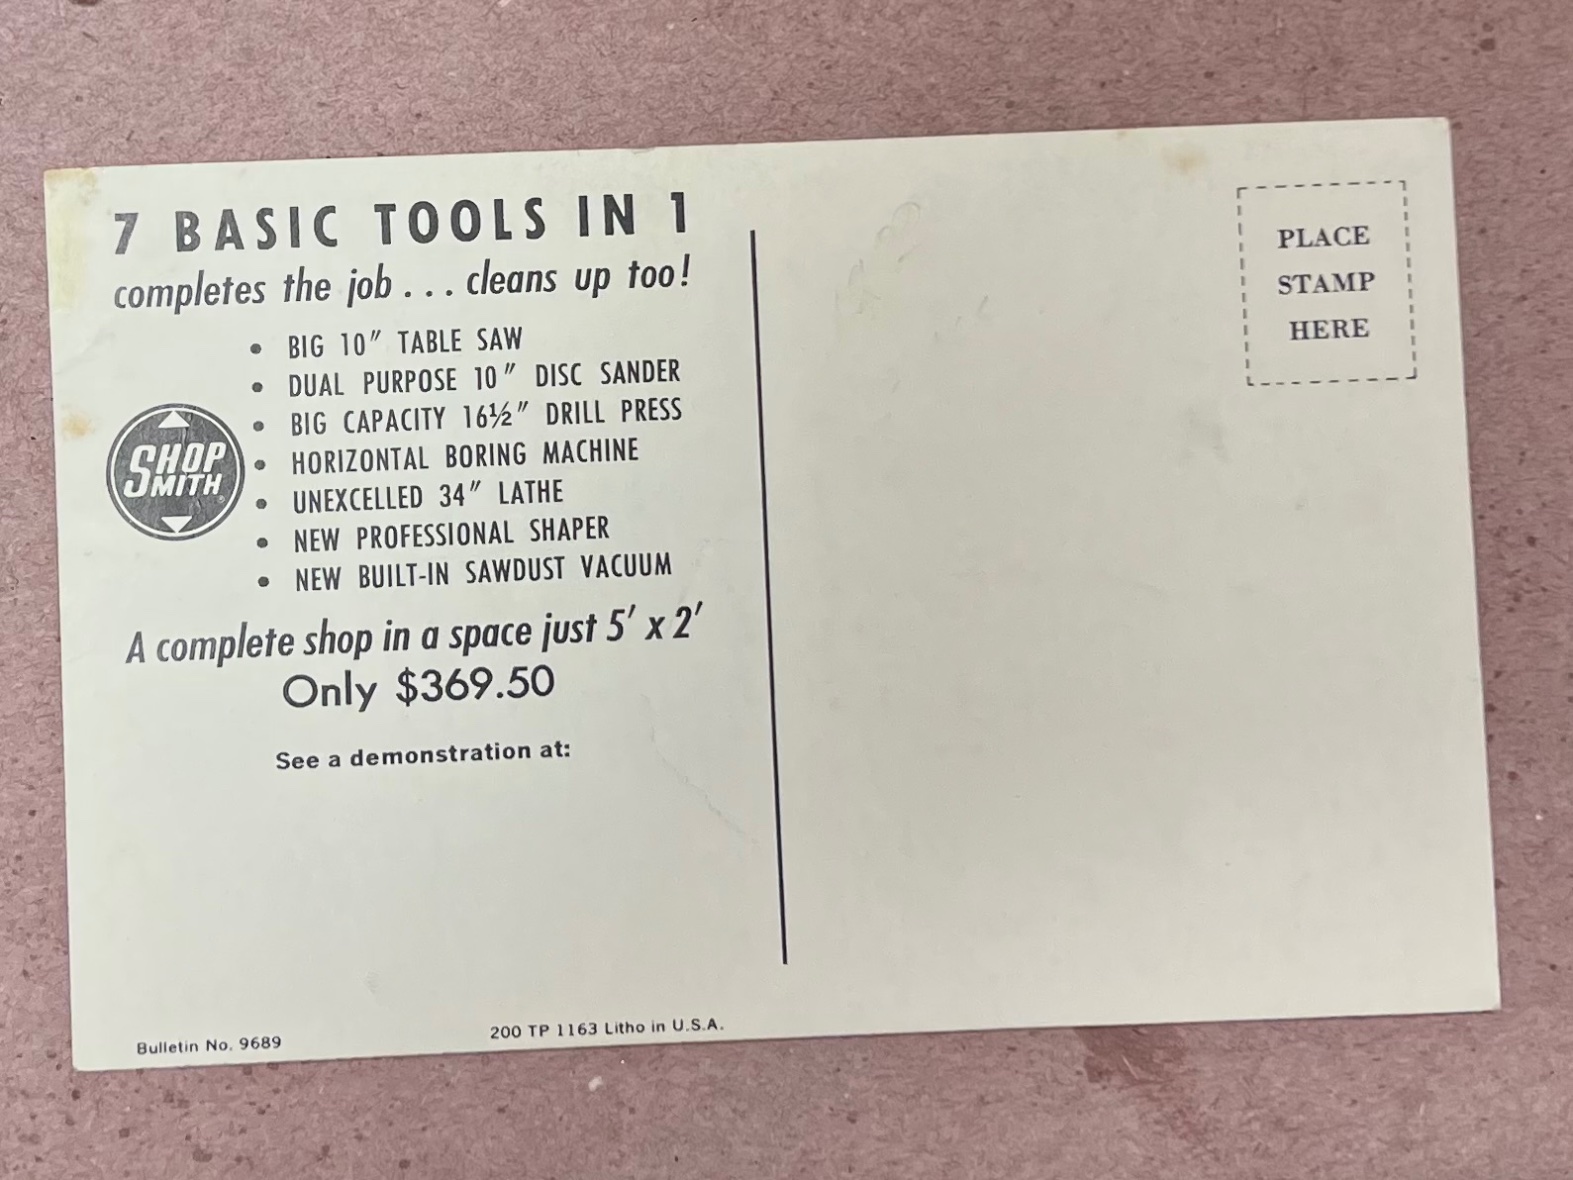 7 BASIC TOOLS IN 1
completes the job . . . cleans up too!
• BIG 10" TABLE SAW
• DUAL PURPOSE 10" DISC SANDER
• BIG CAPACITY 16½" DRILL PRESS
• HORIZONTAL BORING MACHINE
• UNEXCELLED 34" LATHE
• NEW PROFESSIONAL SHAPER
• NEW BUILT-IN SAWDUST VACUUM
SHOP
SMITH®
A complete shop in a space just 5' x 2'
Only $369.50
See a demonstration at:
Bulletin No. 9689
200 TP 1163 Litho in U.S.A.
PLACE
STAMP
HERE